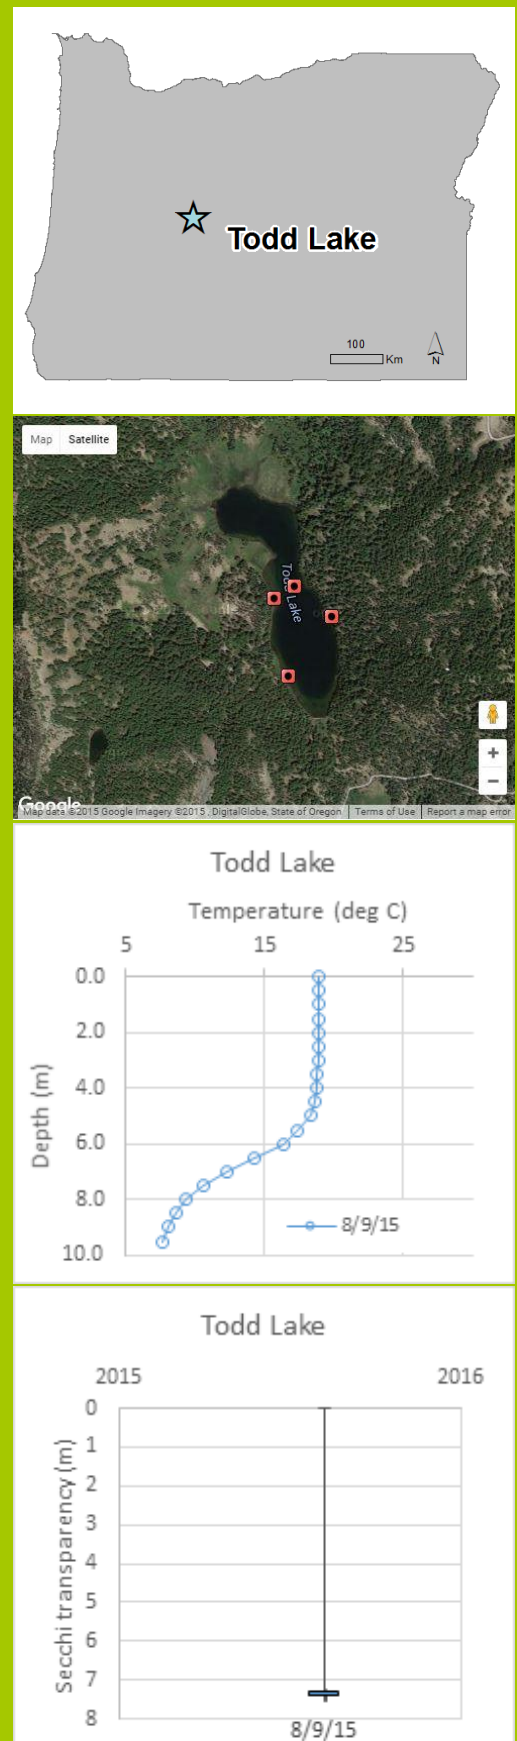 Todd Lake
100
Km
N
Map Satellite
Todd Lake
Google
Map data ©2015 Google Imagery ©2015 , DigitalGlobe, State of Oregon Terms of Use Report a map error
Todd Lake
Temperature (deg C)
5 15 25
0.0
2.0
4.0
6.0
8.0
10.0
Depth (m)
8/9/15
Todd Lake
2015 2016
0
1
2
3
4
5
6
7
8
Secchi transparency (m)
8/9/15